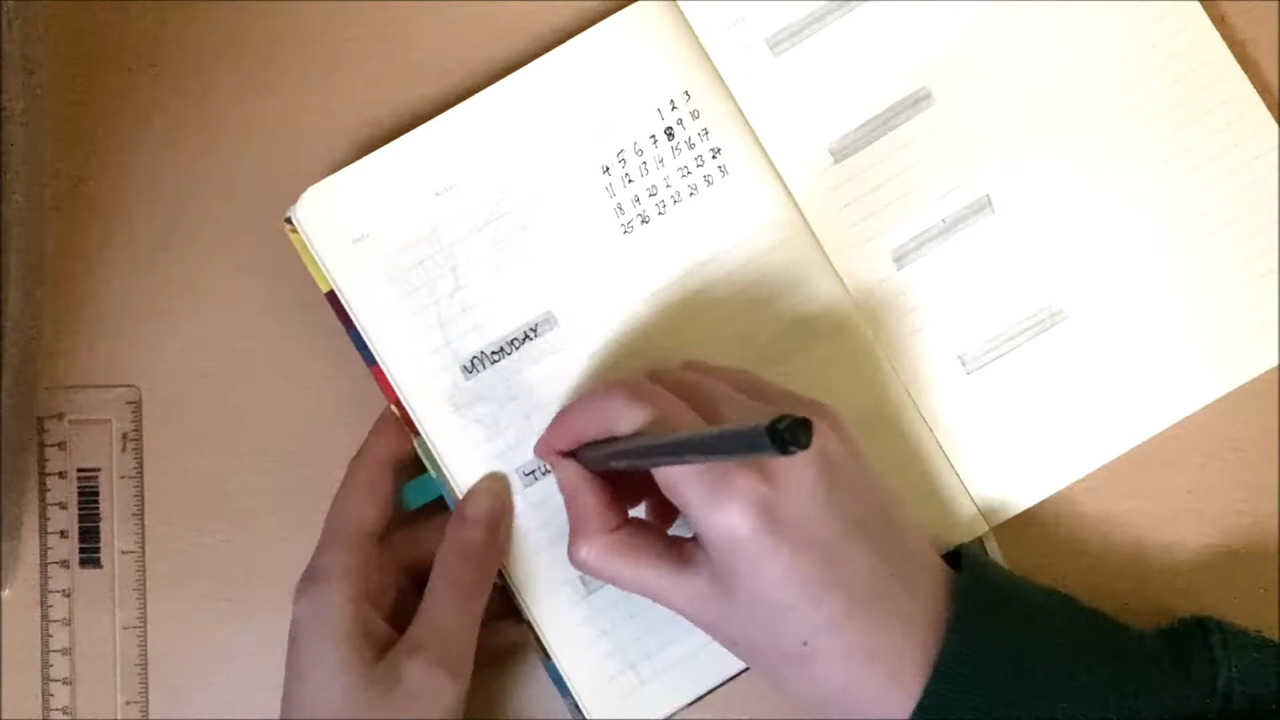 1 2 3
4 5 6 7 8 9 10
11 12 13 14 15 16 17
18 19 20 21 22 23 24
25 26 27 28 29 30 31
MONDAY
TU